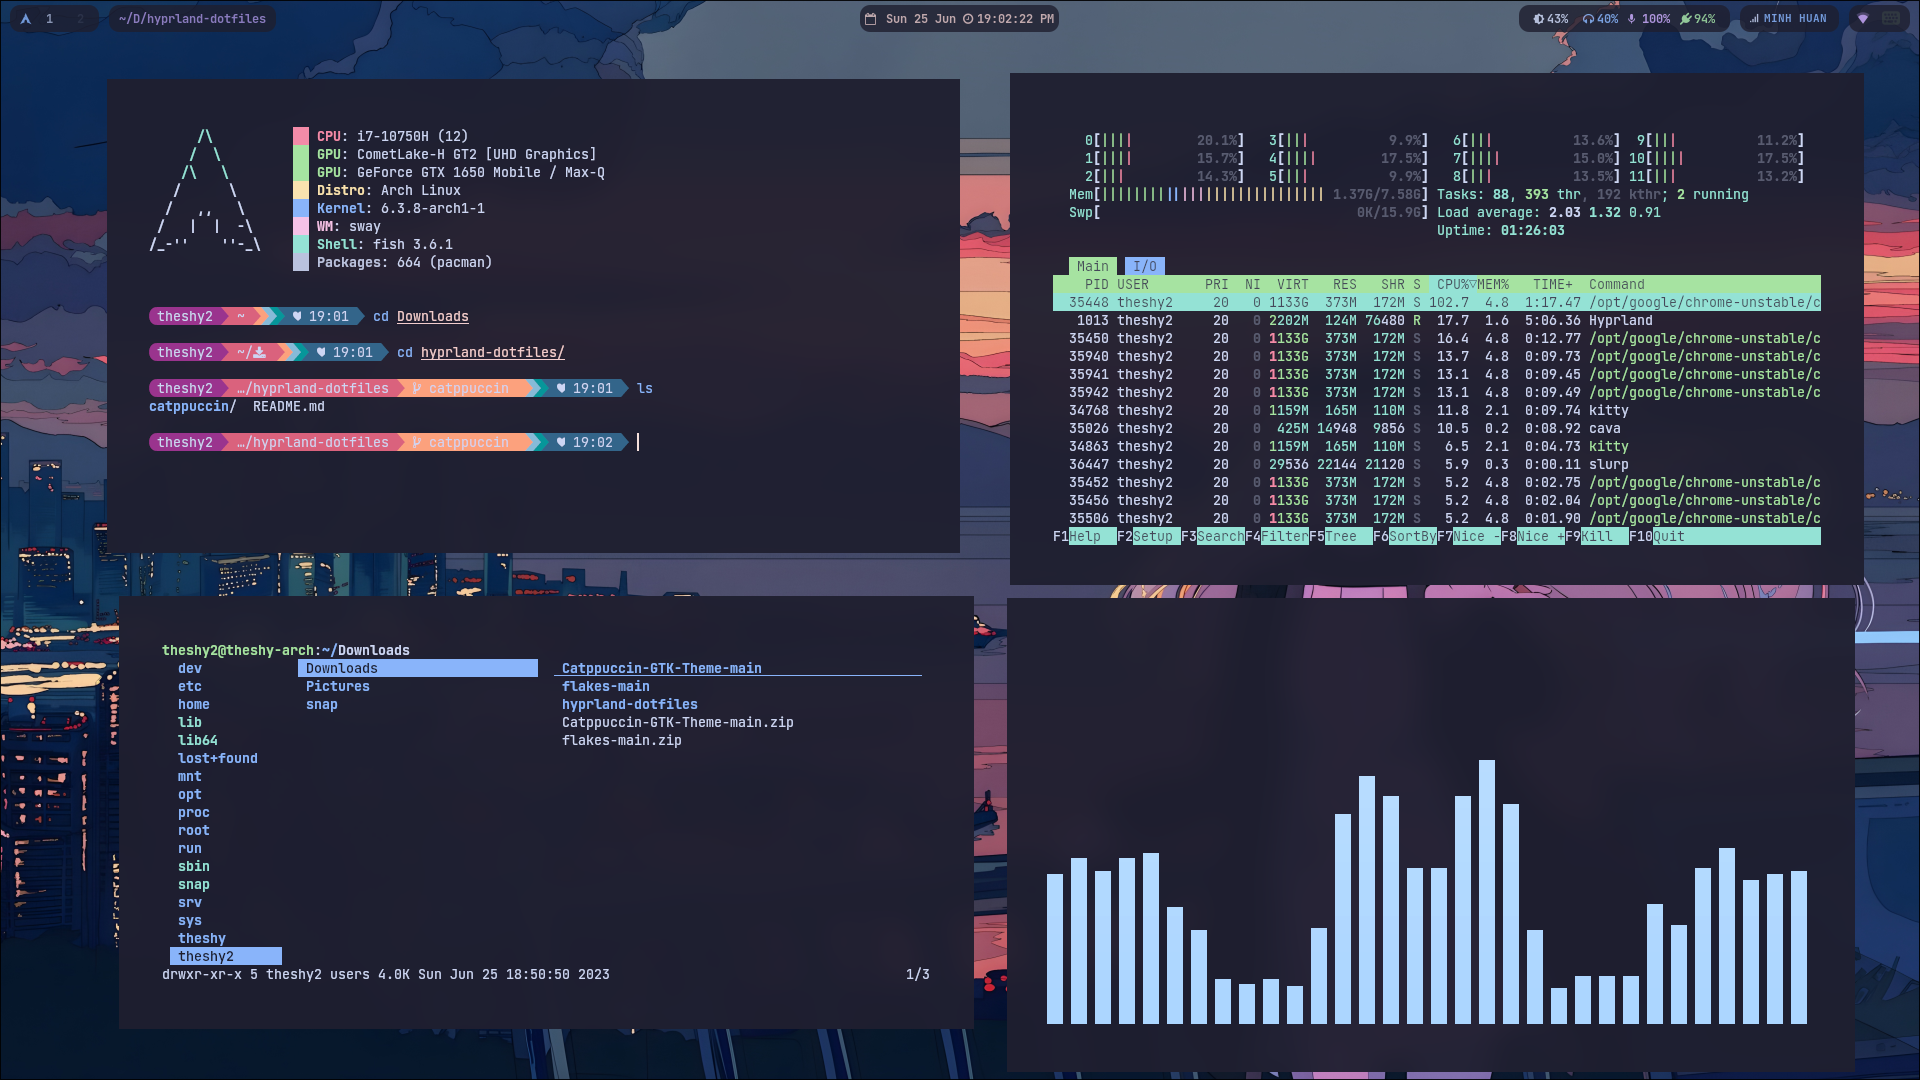 1 2 ~/D/hyprland-dotfiles Sun 25 Jun 19:02:22 PM 43% 40% 100% 94% MINH HUAN
CPU: i7-10750H (12)
GPU: CometLake-H GT2 [UHD Graphics]
GPU: GeForce GTX 1650 Mobile / Max-Q
Distro: Arch Linux
Kernel: 6.3.8-arch1-1
WM: sway
Shell: fish 3.6.1
Packages: 664 (pacman)
theshy2 ~ 19:01 cd Downloads
theshy2 ~/ 19:01 cd hyprland-dotfiles/
theshy2 …/hyprland-dotfiles catppuccin 19:01 ls
catppuccin/ README.md
theshy2 …/hyprland-dotfiles catppuccin 19:02
0[|||| 20.1%] 3[||| 9.9%] 6[||| 13.6%] 9[||| 11.2%]
1[|||| 15.7%] 4[|||| 17.5%] 7[|||| 15.0%] 10[|||| 17.5%]
2[||| 14.3%] 5[||| 9.9%] 8[||| 13.5%] 11[||| 13.2%]
Mem[|||||||||||||||||||||||||||| 1.37G/7.58G] Tasks: 88, 393 thr, 192 kthr; 2 running
Swp[ 0K/15.9G] Load average: 2.03 1.32 0.91
Uptime: 01:26:03
Main I/O
PID USER PRI NI VIRT RES SHR S CPU%▽MEM% TIME+ Command
35448 theshy2 20 0 1133G 373M 172M S 102.7 4.8 1:17.47 /opt/google/chrome-unstable/c
1013 theshy2 20 0 2202M 124M 76480 R 17.7 1.6 5:06.36 Hyprland
35450 theshy2 20 0 1133G 373M 172M S 16.4 4.8 0:12.77 /opt/google/chrome-unstable/c
35940 theshy2 20 0 1133G 373M 172M S 13.7 4.8 0:09.73 /opt/google/chrome-unstable/c
35941 theshy2 20 0 1133G 373M 172M S 13.1 4.8 0:09.45 /opt/google/chrome-unstable/c
35942 theshy2 20 0 1133G 373M 172M S 13.1 4.8 0:09.49 /opt/google/chrome-unstable/c
34768 theshy2 20 0 1159M 165M 110M S 11.8 2.1 0:09.74 kitty
35026 theshy2 20 0 425M 14948 9856 S 10.5 0.2 0:08.92 cava
34863 theshy2 20 0 1159M 165M 110M S 6.5 2.1 0:04.73 kitty
36447 theshy2 20 0 29536 22144 21120 S 5.9 0.3 0:00.11 slurp
35452 theshy2 20 0 1133G 373M 172M S 5.2 4.8 0:02.75 /opt/google/chrome-unstable/c
35456 theshy2 20 0 1133G 373M 172M S 5.2 4.8 0:02.04 /opt/google/chrome-unstable/c
35506 theshy2 20 0 1133G 373M 172M S 5.2 4.8 0:01.90 /opt/google/chrome-unstable/c
F1Help F2Setup F3SearchF4FilterF5Tree F6SortByF7Nice -F8Nice +F9Kill F10Quit
theshy2@theshy-arch:~/Downloads
dev Downloads Catppuccin-GTK-Theme-main
etc Pictures flakes-main
home snap hyprland-dotfiles
lib Catppuccin-GTK-Theme-main.zip
lib64 flakes-main.zip
lost+found
mnt
opt
proc
root
run
sbin
snap
srv
sys
theshy
theshy2
drwxr-xr-x 5 theshy2 users 4.0K Sun Jun 25 18:50:50 2023 1/3